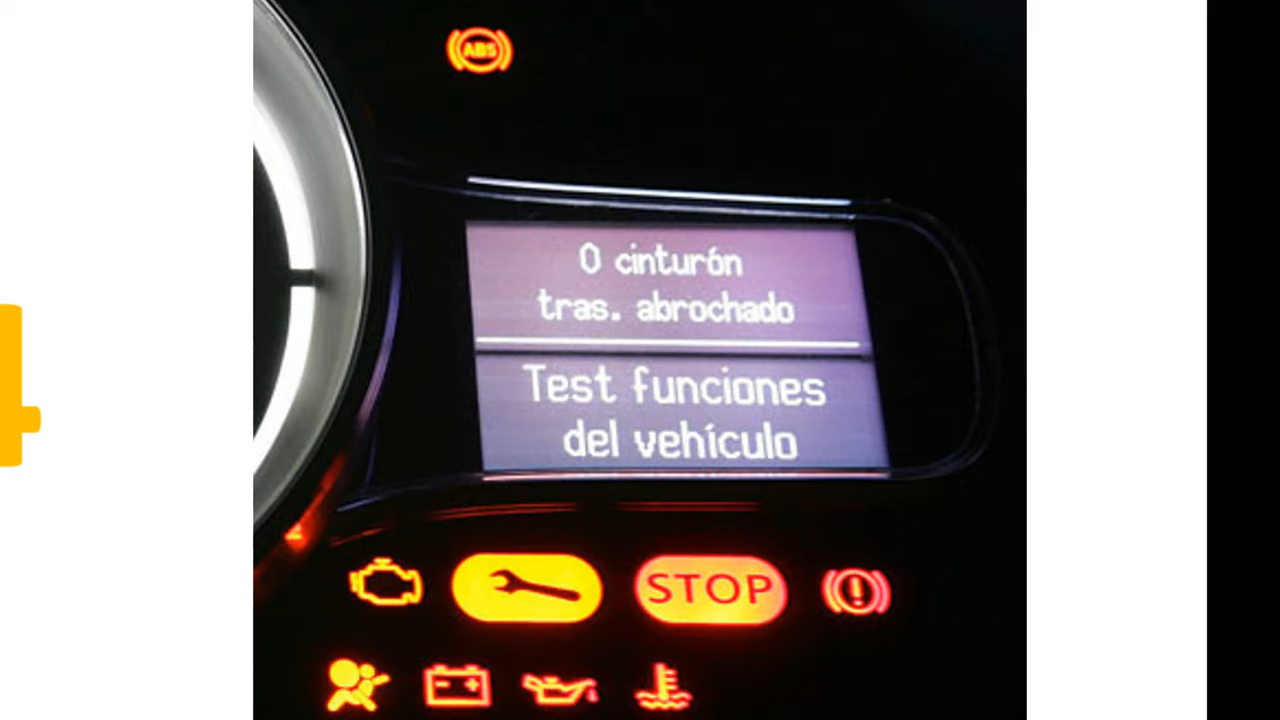 ABS
0 cinturón
tras. abrochado
Test funciones
del vehículo
STOP